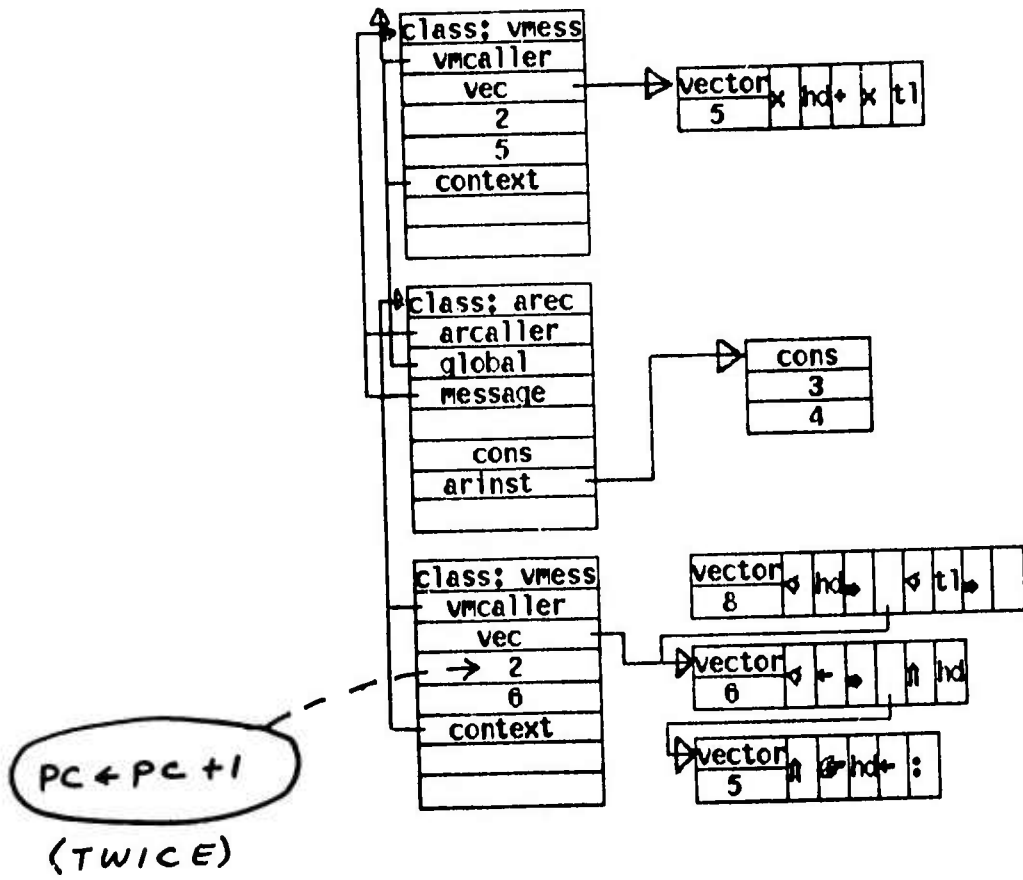 class: vmess
vmcaller
vec
2
5
context
vector
5
x hd + x tl
class: arec
arcaller
global
message
cons
arinst
cons
3
4
class: vmess
vmcaller
vec
→ 2
6
context
vector
8
hd
tl
vector
6
←
⇑ hd
vector
5
⇑ ☞ hd ← :
PC ← PC + 1
(TWICE)